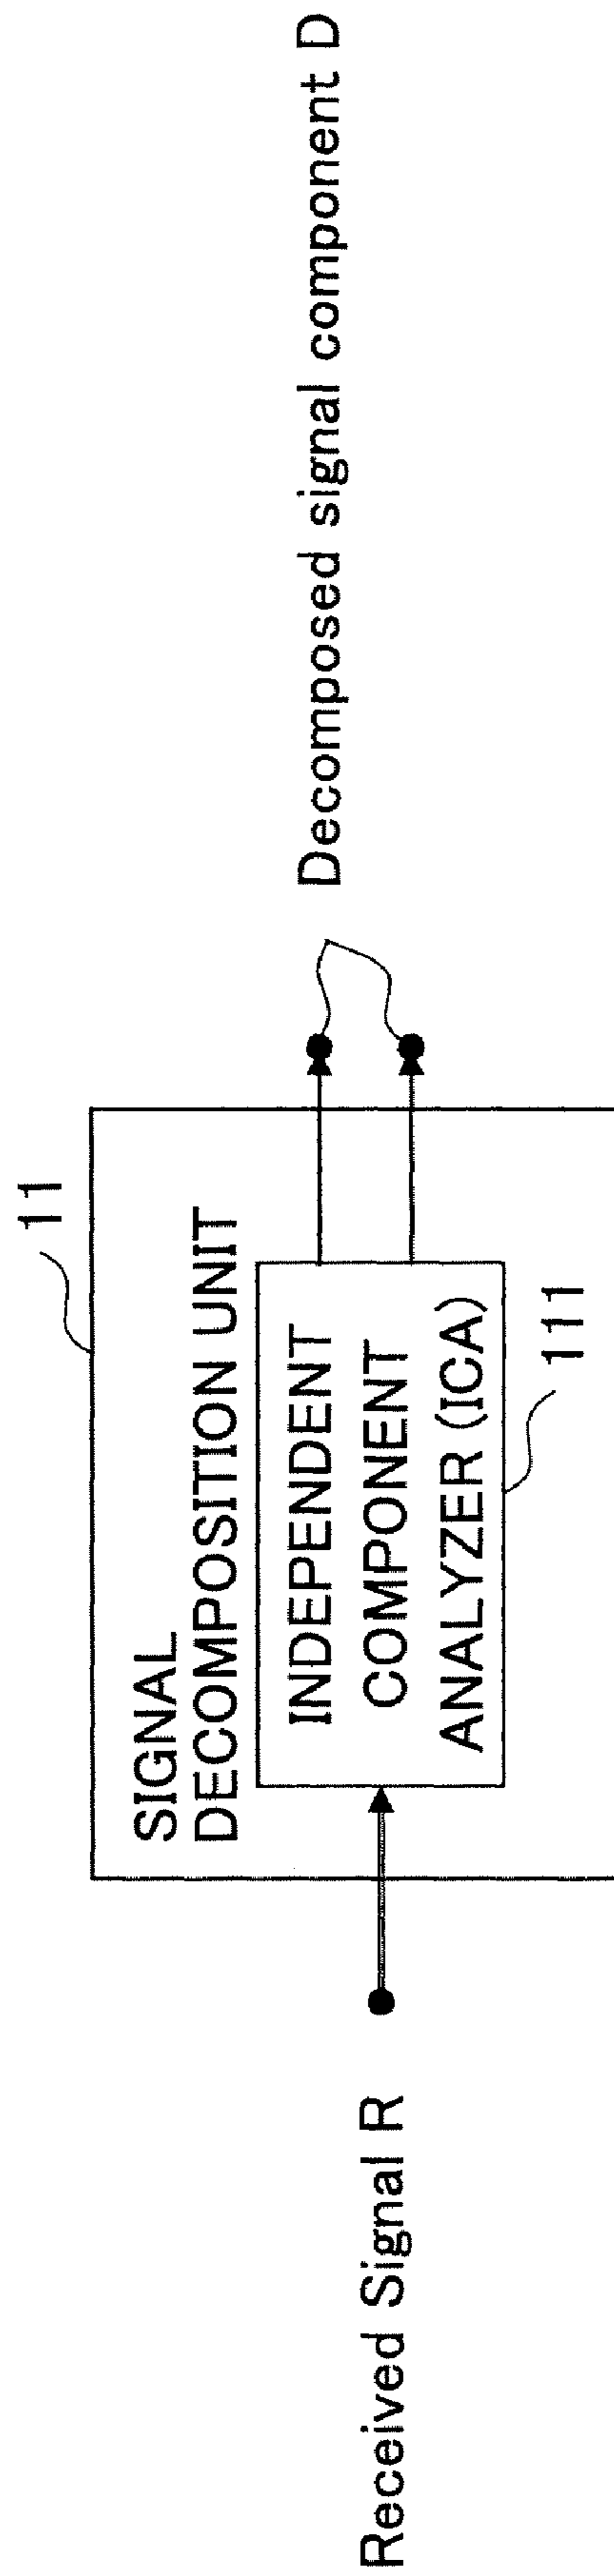 Received Signal R
11
SIGNAL
DECOMPOSITION UNIT
INDEPENDENT
COMPONENT
ANALYZER (ICA)
111
Decomposed signal component D